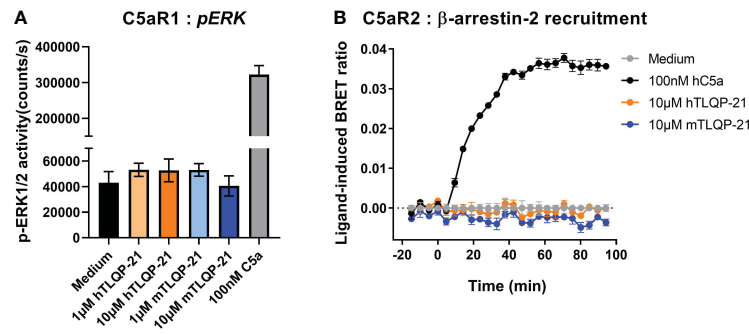 A
C5aR1 : pERK
p-ERK1/2 activity(counts/s)
400000
300000
200000
60000
40000
20000
0
Medium
1µM hTLQP-21
10µM hTLQP-21
1µM mTLQP-21
10µM mTLQP-21
100nM C5a
B
C5aR2 : β-arrestin-2 recruitment
Ligand-induced BRET ratio
0.04
0.03
0.02
0.01
0.00
-20
0
20
40
60
80
100
Time (min)
Medium
100nM hC5a
10µM hTLQP-21
10µM mTLQP-21